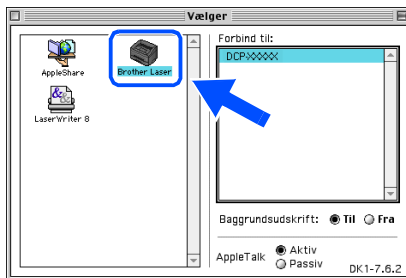 Vælger
AppleShare
Brother Laser
LaserWriter 8
Forbind til:
DCP-XXXXX
Baggrundsudskrift: Til Fra
AppleTalk Aktiv
Passiv
DK1-7.6.2